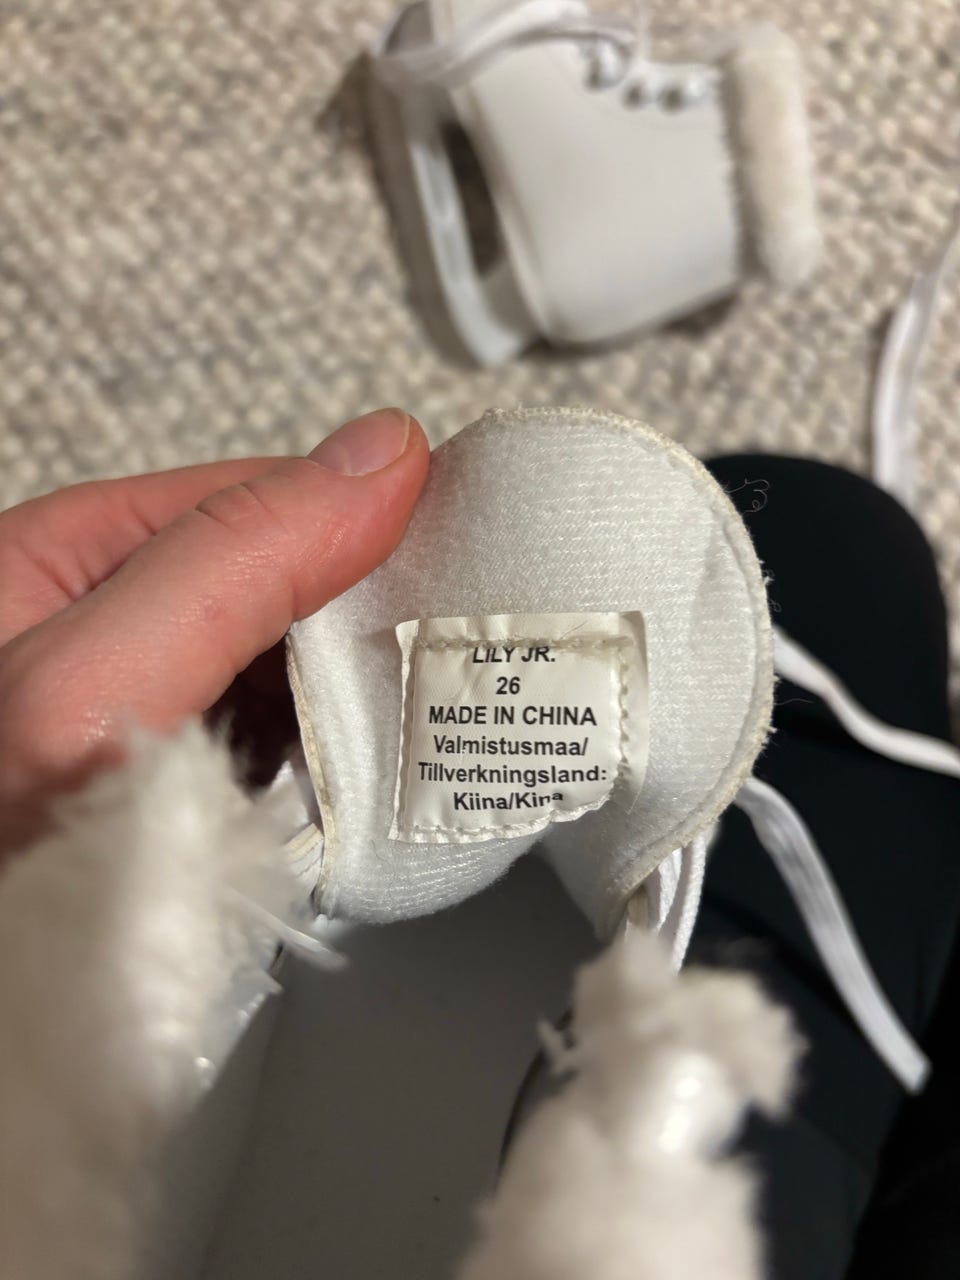 LILY JR.
26
MADE IN CHINA
Valmistusmaa/
Tillverkningsland:
Kiina/Kina